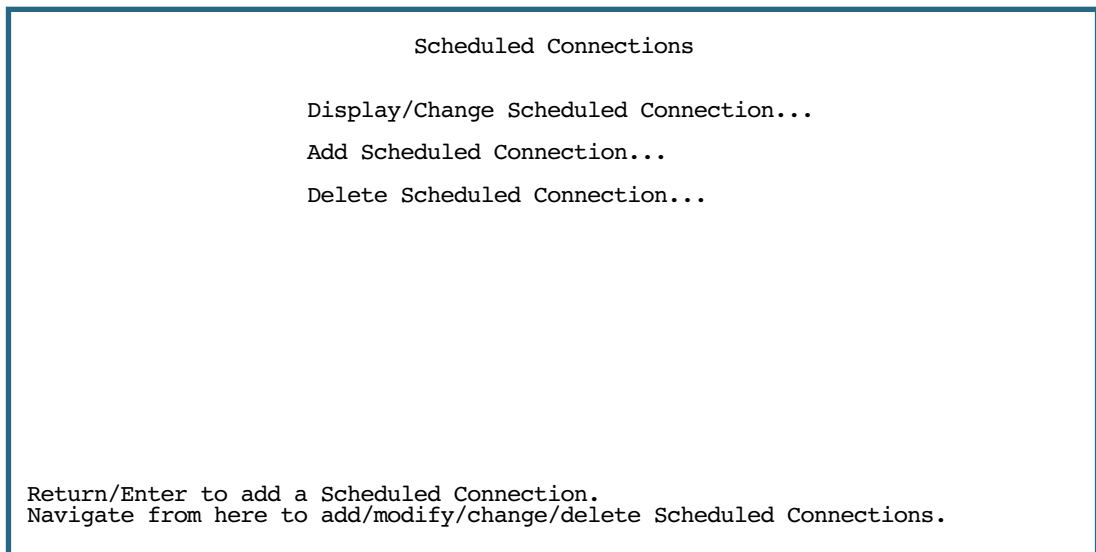 Scheduled Connections
Display/Change Scheduled Connection...
Add Scheduled Connection...
Delete Scheduled Connection...
Return/Enter to add a Scheduled Connection.
Navigate from here to add/modify/change/delete Scheduled Connections.